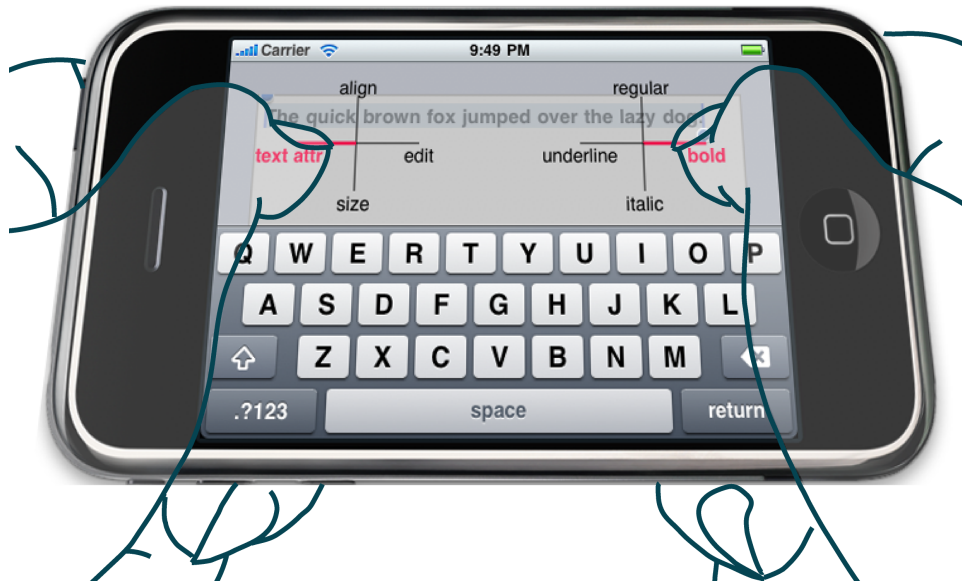 Carrier 9:49 PM
align regular
The quick brown fox jumped over the lazy dog.
text attr edit underline bold
size italic
Q W E R T Y U I O P
A S D F G H J K L
Z X C V B N M
.?123 space return